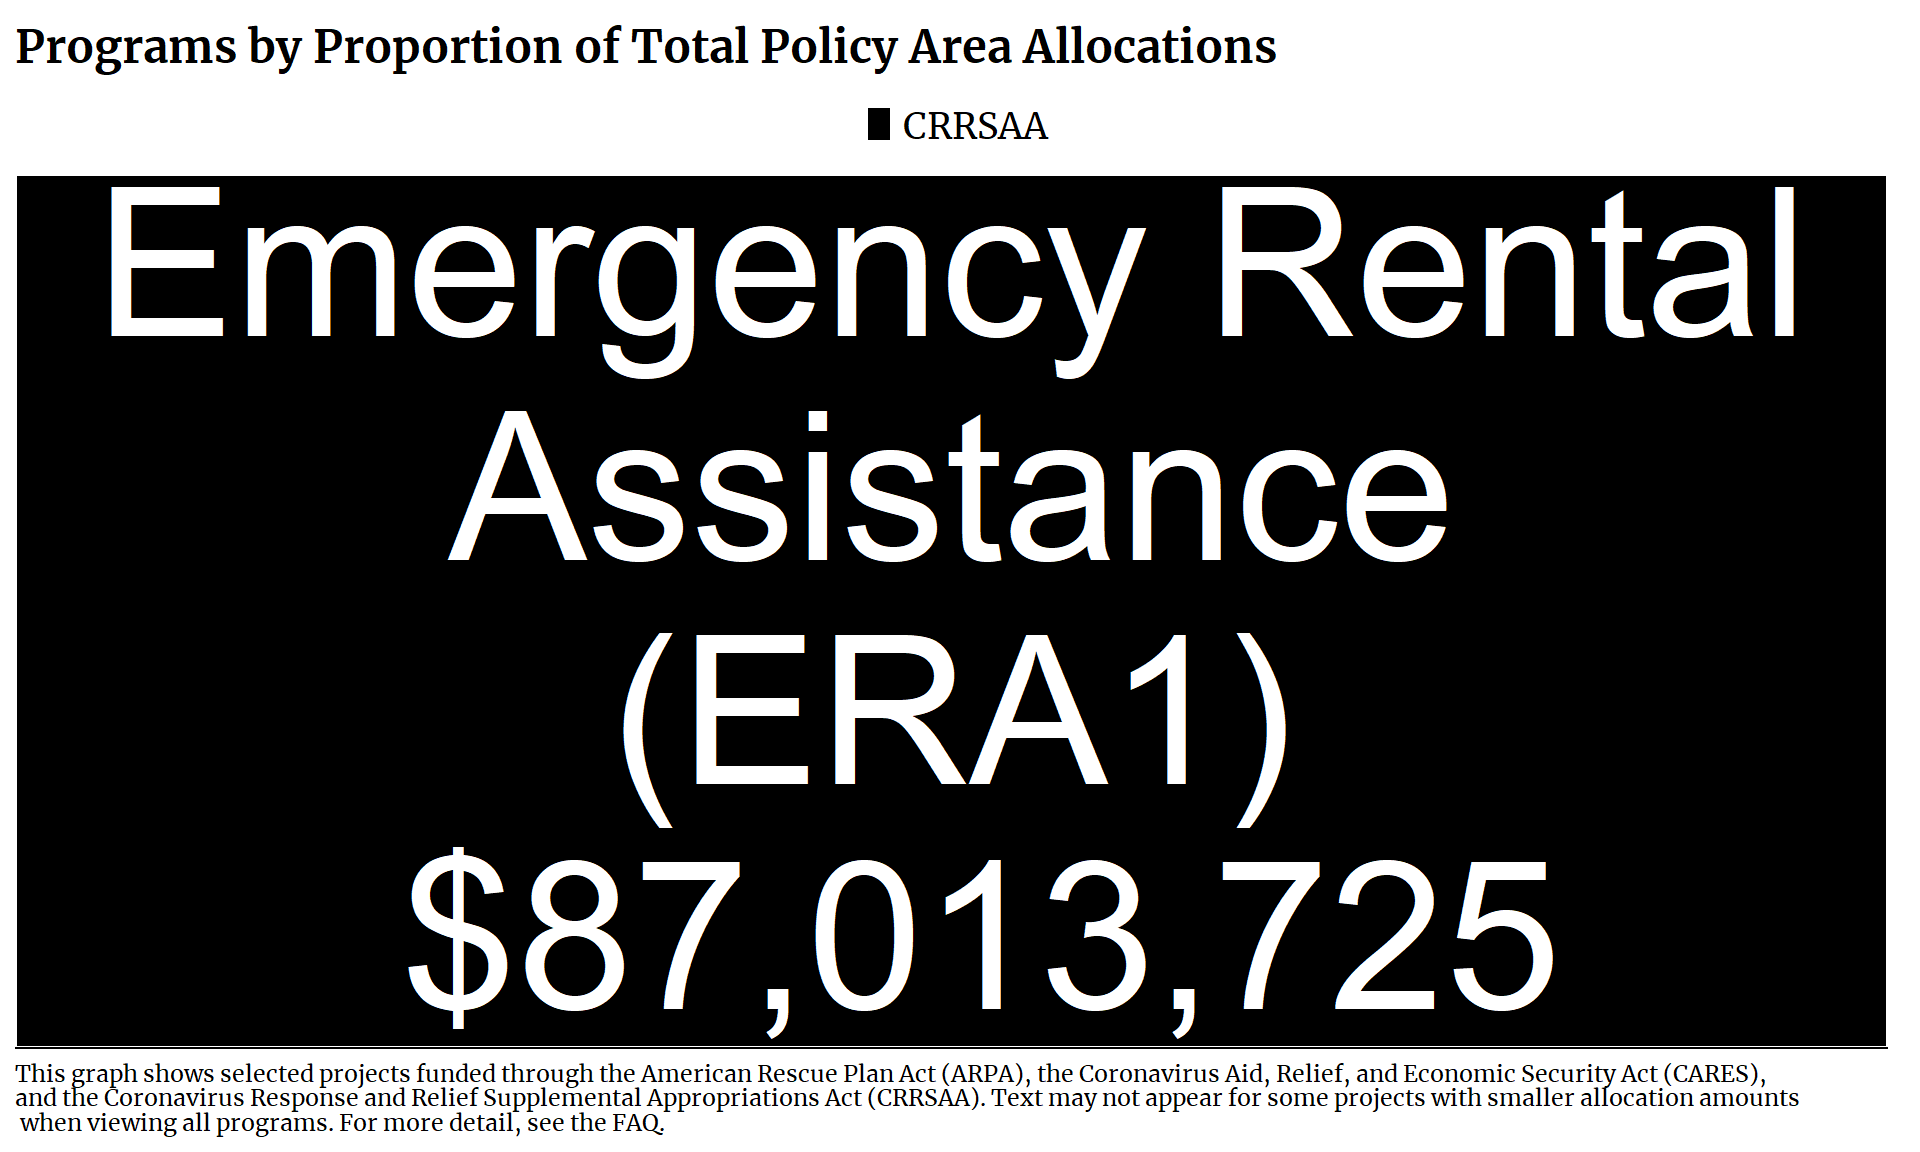 Programs by Proportion of Total Policy Area Allocations
CRRSAA
Emergency Rental
Assistance
(ERA1)
$87,013,725
This graph shows selected projects funded through the American Rescue Plan Act (ARPA), the Coronavirus Aid, Relief, and Economic Security Act (CARES),
and the Coronavirus Response and Relief Supplemental Appropriations Act (CRRSAA). Text may not appear for some projects with smaller allocation amounts
when viewing all programs. For more detail, see the FAQ.